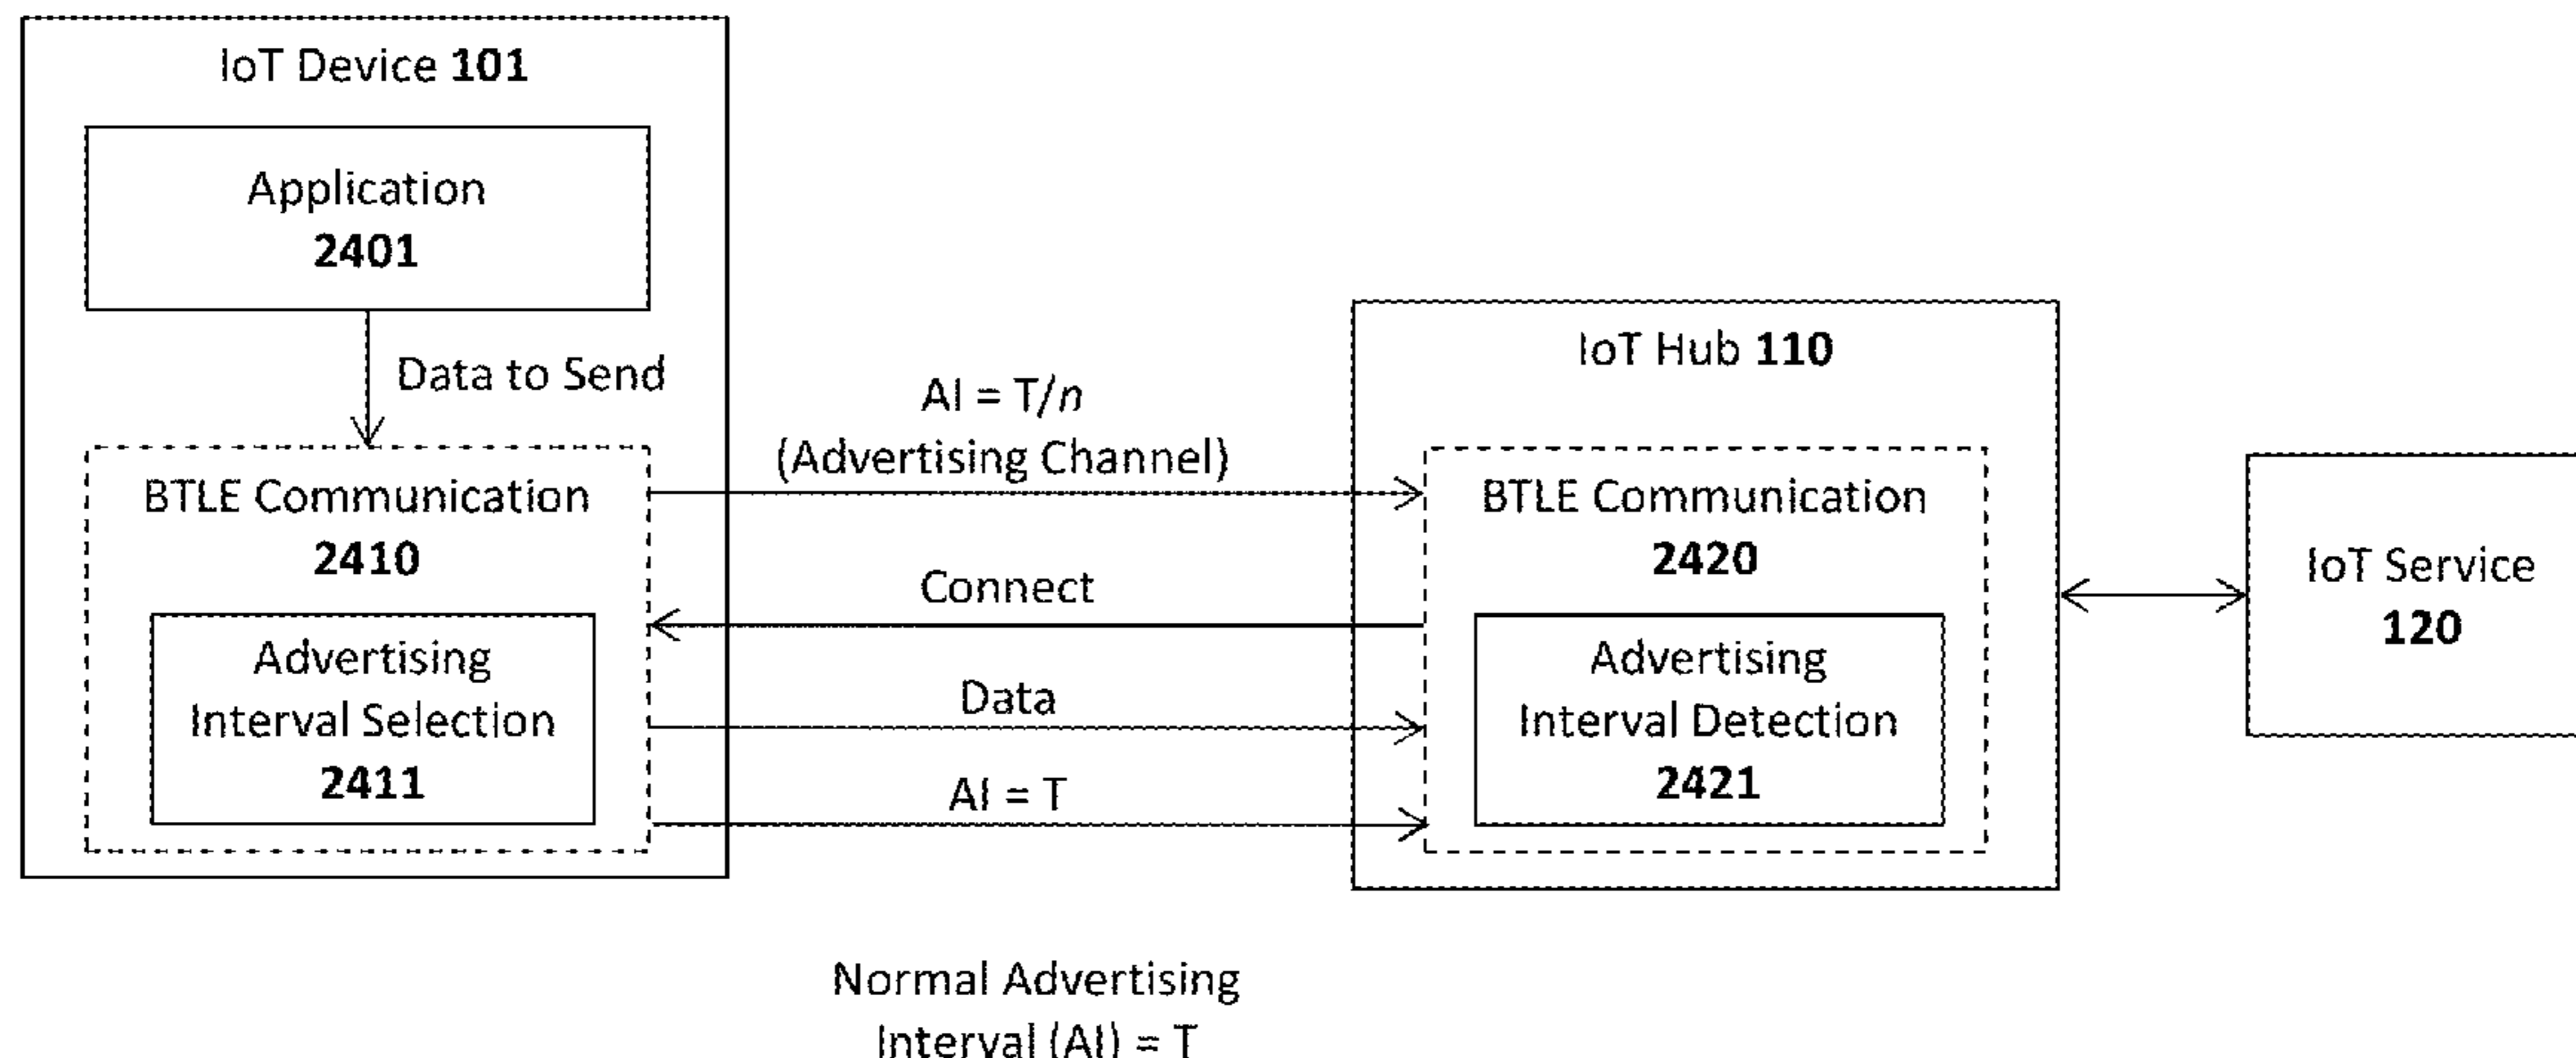 IoT Device 101
Application
2401
Data to Send
BTLE Communication
2410
Advertising
Interval Selection
2411
AI = T/n
(Advertising Channel)
Connect
Data
AI = T
IoT Hub 110
BTLE Communication
2420
Advertising
Interval Detection
2421
IoT Service
120
Normal Advertising
Interval (AI) = T